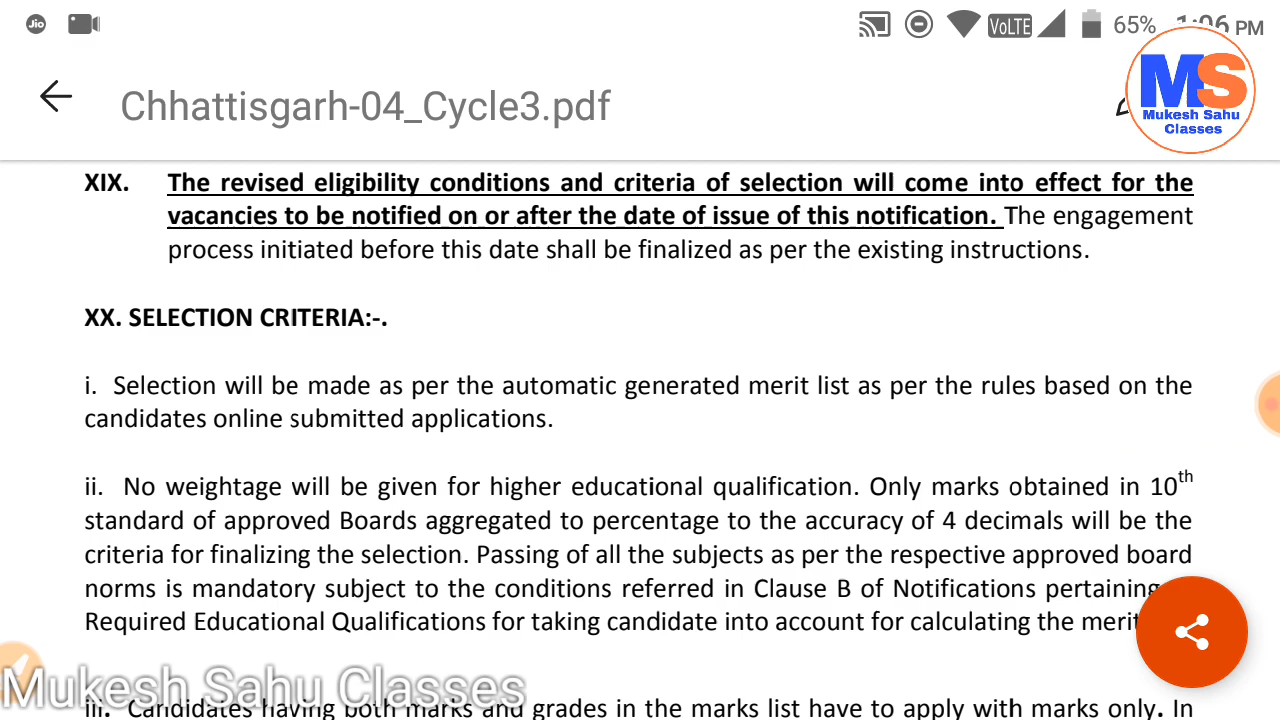 Jio VoLTE 65% PM
Chhattisgarh-04_Cycle3.pdf
MS
Mukesh Sahu
Classes
XIX. The revised eligibility conditions and criteria of selection will come into effect for the
vacancies to be notified on or after the date of issue of this notification. The engagement
process initiated before this date shall be finalized as per the existing instructions.
XX. SELECTION CRITERIA:-.
i. Selection will be made as per the automatic generated merit list as per the rules based on the
candidates online submitted applications.
ii. No weightage will be given for higher educational qualification. Only marks obtained in 10th
standard of approved Boards aggregated to percentage to the accuracy of 4 decimals will be the
criteria for finalizing the selection. Passing of all the subjects as per the respective approved board
norms is mandatory subject to the conditions referred in Clause B of Notifications pertaining
Required Educational Qualifications for taking candidate into account for calculating the merit
Mukesh Sahu Classes
iii. Candidates having both marks and grades in the marks list have to apply with marks only. In